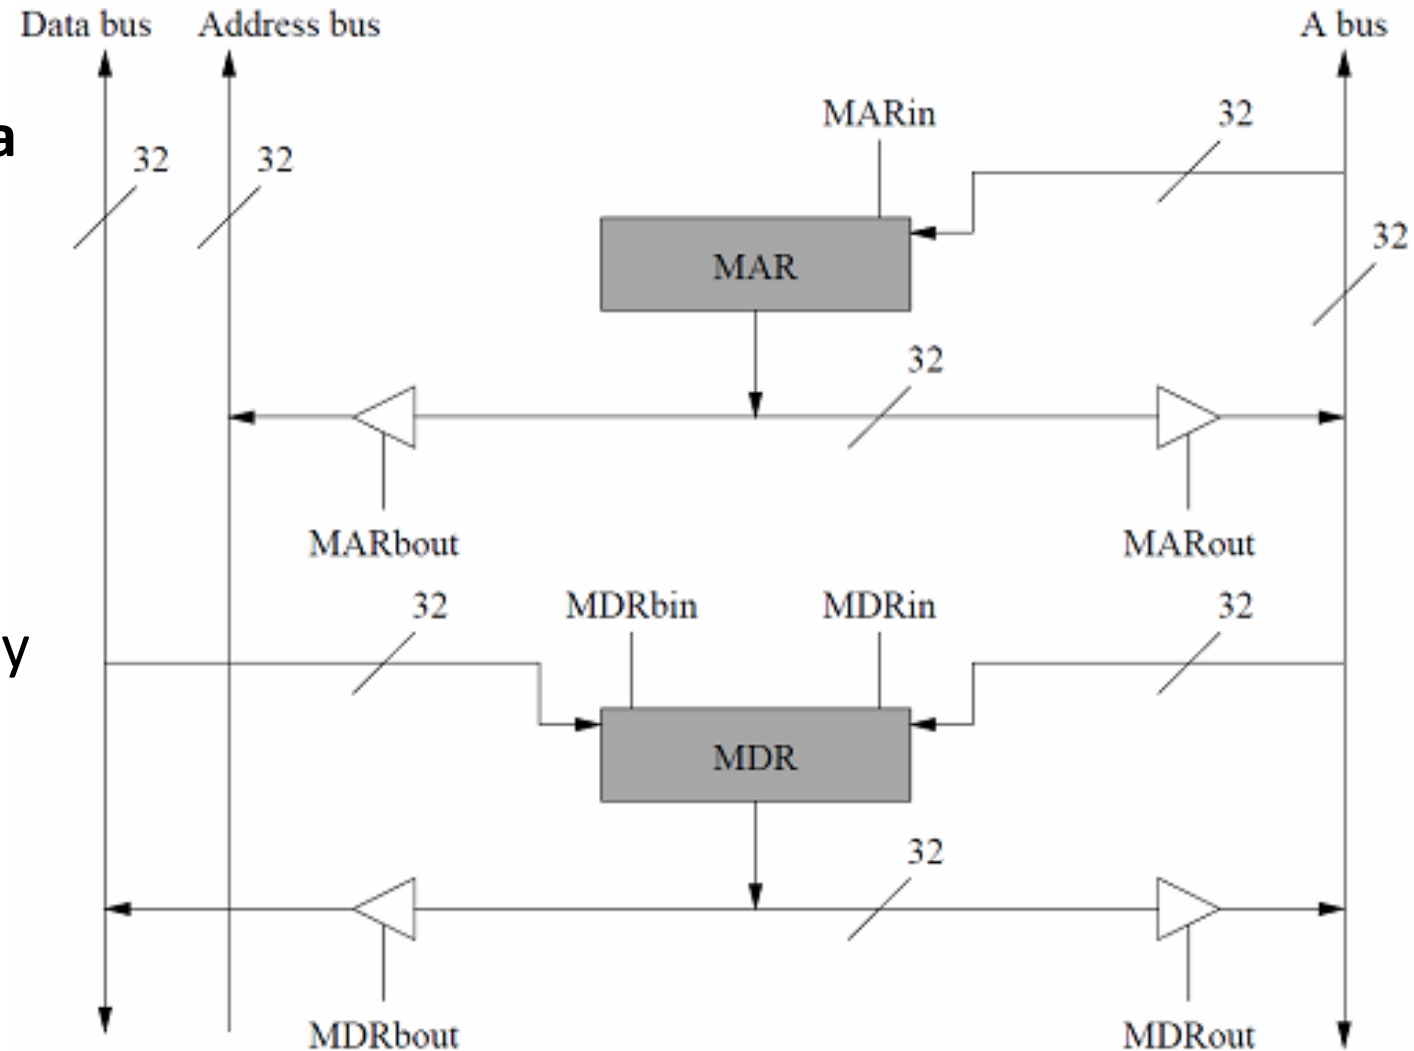 Data bus Address bus A bus
MARin 32
a
32 32
32
MAR
32
MARbout MARout
32 MDRbin MDRin 32
y
MDR
32
MDRbout MDRout